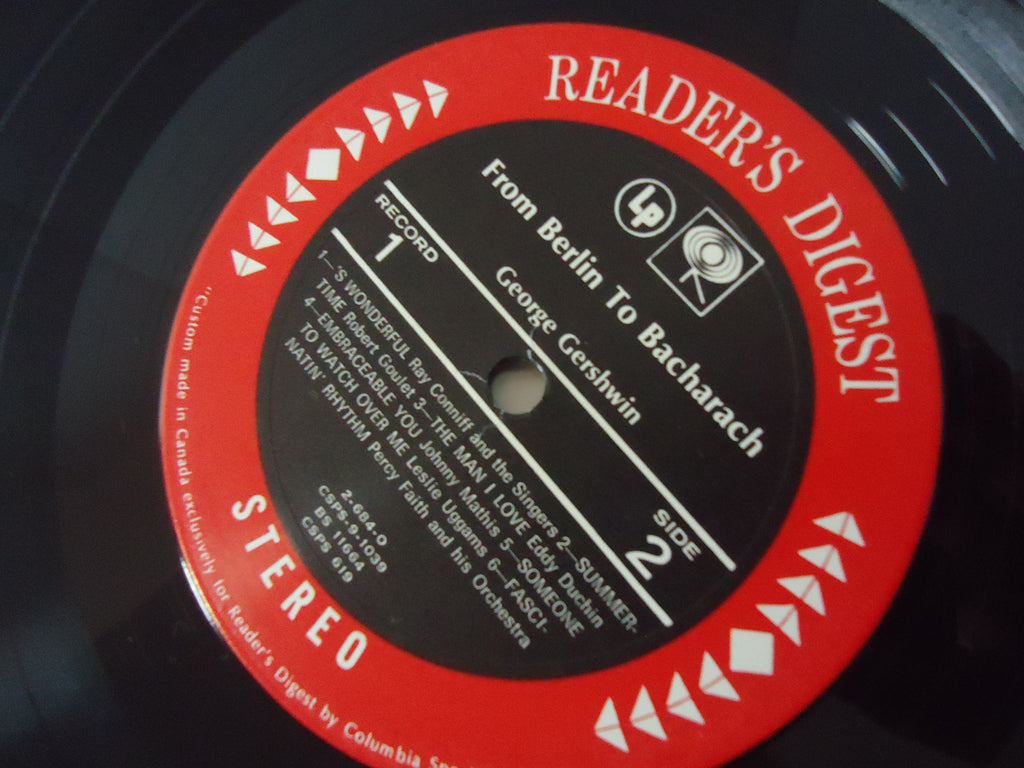 READER'S DIGEST
LP
From Berlin To Bacharach
George Gershwin
RECORD
1
SIDE
2
1—'S WONDERFUL Ray Conniff and the Singers 2—SUMMER-
TIME Robert Goulet 3—THE MAN I LOVE Eddy Duchin
4—EMBRACEABLE YOU Johnny Mathis 5—SOMEONE
TO WATCH OVER ME Leslie Uggams 6—FASCI-
NATIN' RHYTHM Percy Faith and his Orchestra
2-684-O
CSPS-9-1039
BS 11664
CSPS 619
STEREO
"Custom made in Canada exclusively for Reader's Digest by Columbia